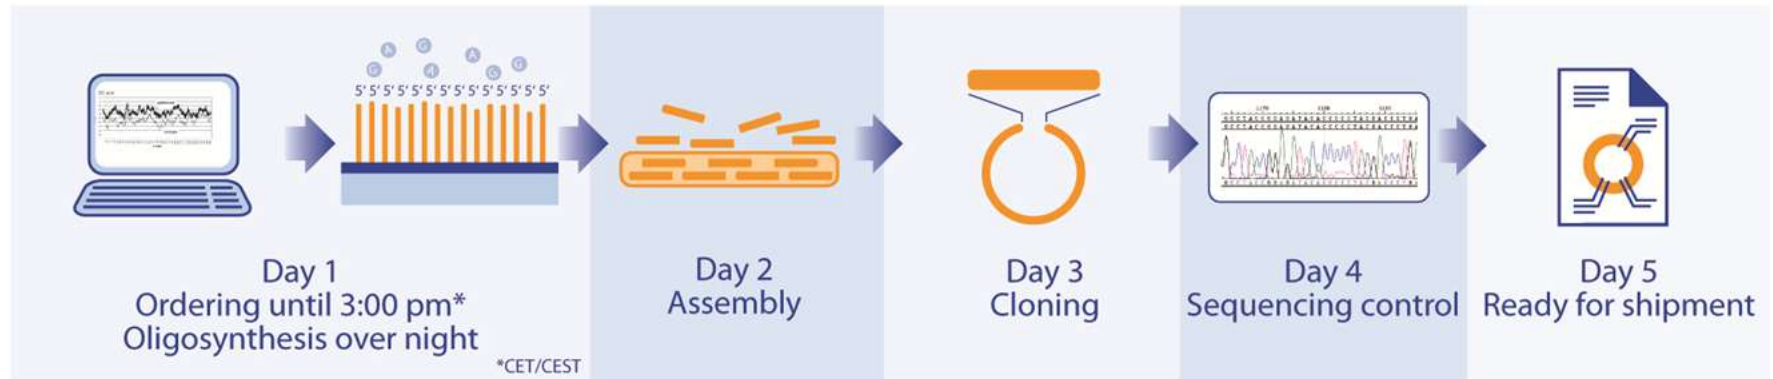 A G A G
G A G
5' 5' 5' 5' 5' 5' 5' 5' 5' 5' 5' 5' 5' 5' 5'
Day 1
Ordering until 3:00 pm*
Oligosynthesis over night
*CET/CEST
Day 2
Assembly
Day 3
Cloning
Day 4
Sequencing control
Day 5
Ready for shipment